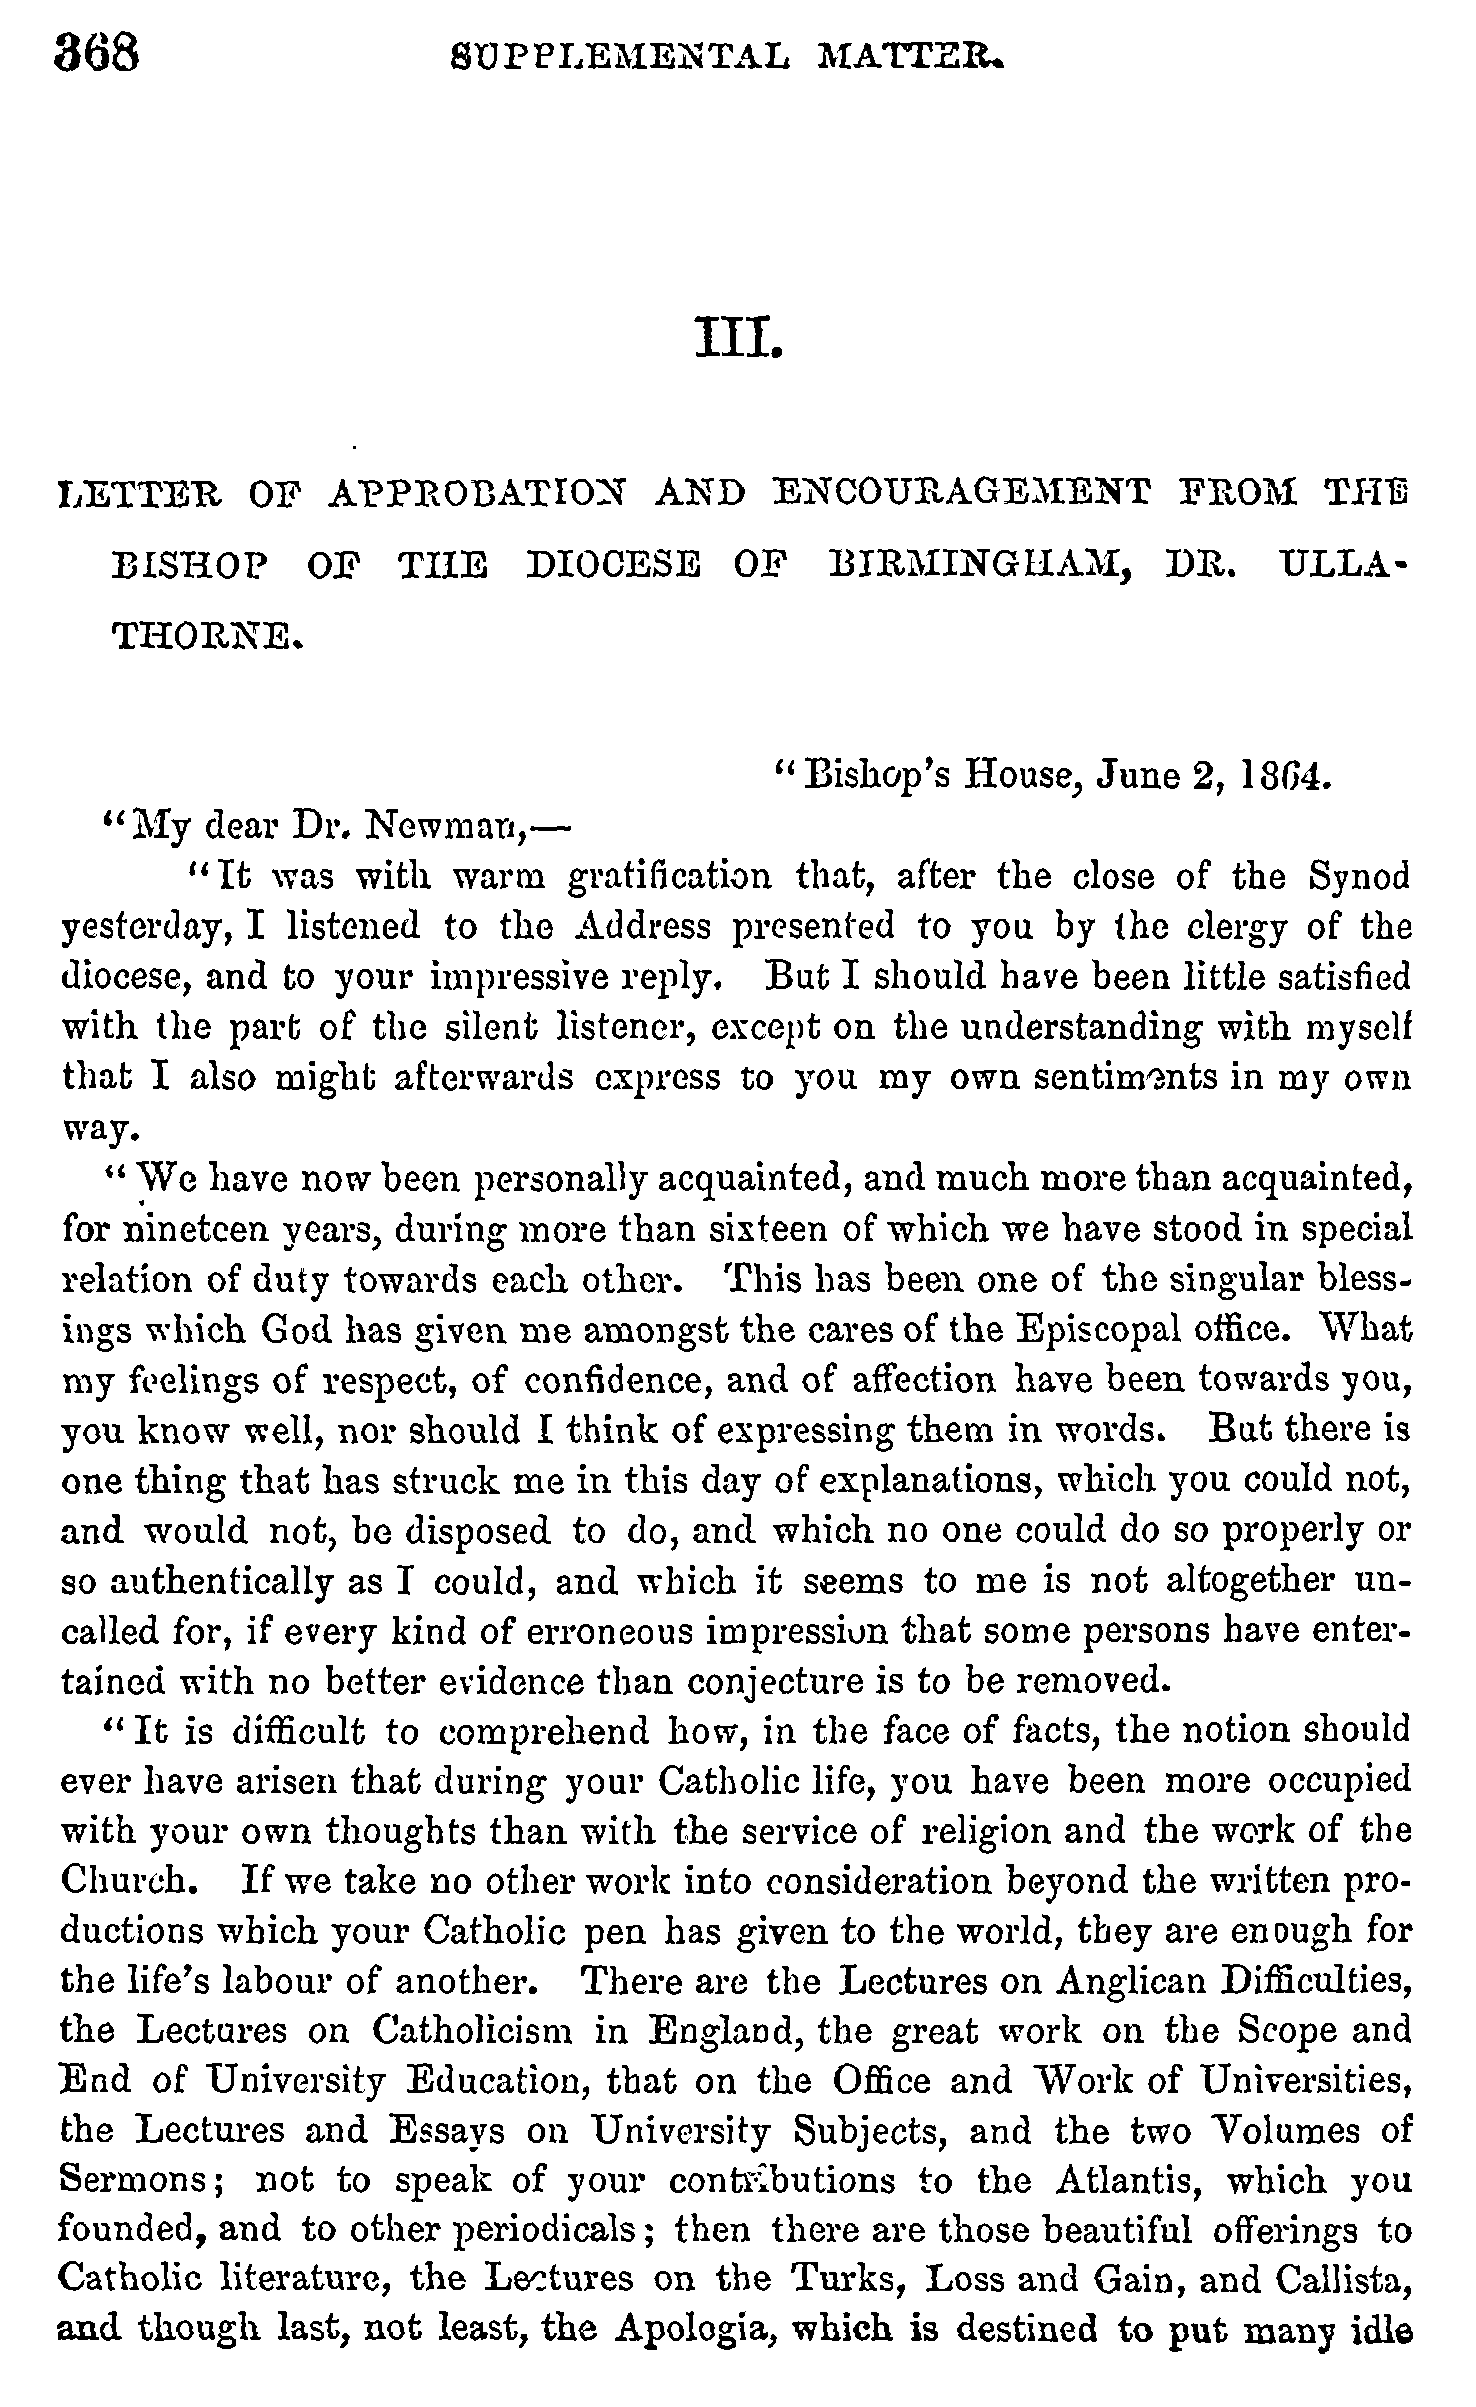 368 SUPPLEMENTAL MATTER.
III.
LETTER OF APPROBATION AND ENCOURAGEMENT FROM THE
BISHOP OF THE DIOCESE OF BIRMINGHAM, DR. ULLA-
THORNE.
"Bishop's House, June 2, 1864.
"My dear Dr. Newman,—
"It was with warm gratification that, after the close of the Synod
yesterday, I listened to the Address presented to you by the clergy of the
diocese, and to your impressive reply. But I should have been little satisfied
with the part of the silent listener, except on the understanding with myself
that I also might afterwards express to you my own sentiments in my own
way.
"We have now been personally acquainted, and much more than acquainted,
for nineteen years, during more than sixteen of which we have stood in special
relation of duty towards each other. This has been one of the singular bless-
ings which God has given me amongst the cares of the Episcopal office. What
my feelings of respect, of confidence, and of affection have been towards you,
you know well, nor should I think of expressing them in words. But there is
one thing that has struck me in this day of explanations, which you could not,
and would not, be disposed to do, and which no one could do so properly or
so authentically as I could, and which it seems to me is not altogether un-
called for, if every kind of erroneous impression that some persons have enter-
tained with no better evidence than conjecture is to be removed.
"It is difficult to comprehend how, in the face of facts, the notion should
ever have arisen that during your Catholic life, you have been more occupied
with your own thoughts than with the service of religion and the work of the
Church. If we take no other work into consideration beyond the written pro-
ductions which your Catholic pen has given to the world, they are enough for
the life's labour of another. There are the Lectures on Anglican Difficulties,
the Lectures on Catholicism in England, the great work on the Scope and
End of University Education, that on the Office and Work of Universities,
the Lectures and Essays on University Subjects, and the two Volumes of
Sermons; not to speak of your contributions to the Atlantis, which you
founded, and to other periodicals; then there are those beautiful offerings to
Catholic literature, the Lectures on the Turks, Loss and Gain, and Callista,
and though last, not least, the Apologia, which is destined to put many idle